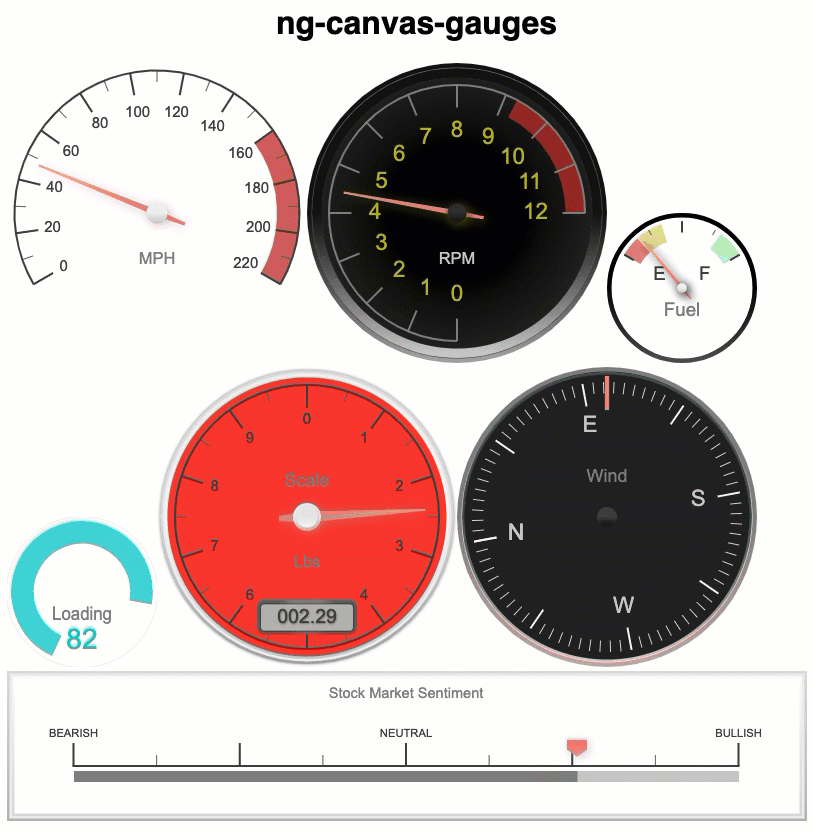 ng-canvas-gauges
0
20
40
60
80
100
120
140
160
180
200
220
MPH
0
1
2
3
4
5
6
7
8
9
10
11
12
RPM
E
F
Fuel
Loading
82
Scale
0
1
2
3
4
6
7
8
9
Lbs
002.29
E
Wind
S
N
W
Stock Market Sentiment
BEARISH NEUTRAL BULLISH